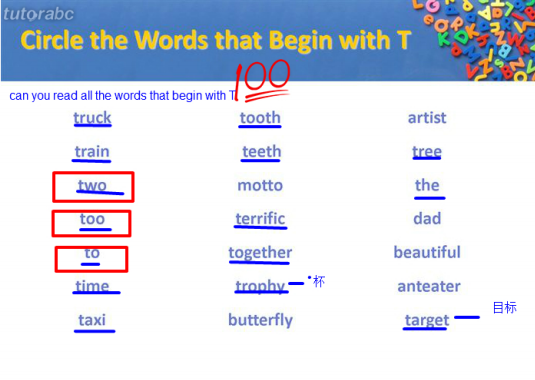 tutorabc
Circle the Words that Begin with T
100
can you read all the words that begin with T
truck tooth artist
train teeth tree
two motto the
too terrific dad
to together beautiful
time trophy 杯 anteater
taxi butterfly target 目标